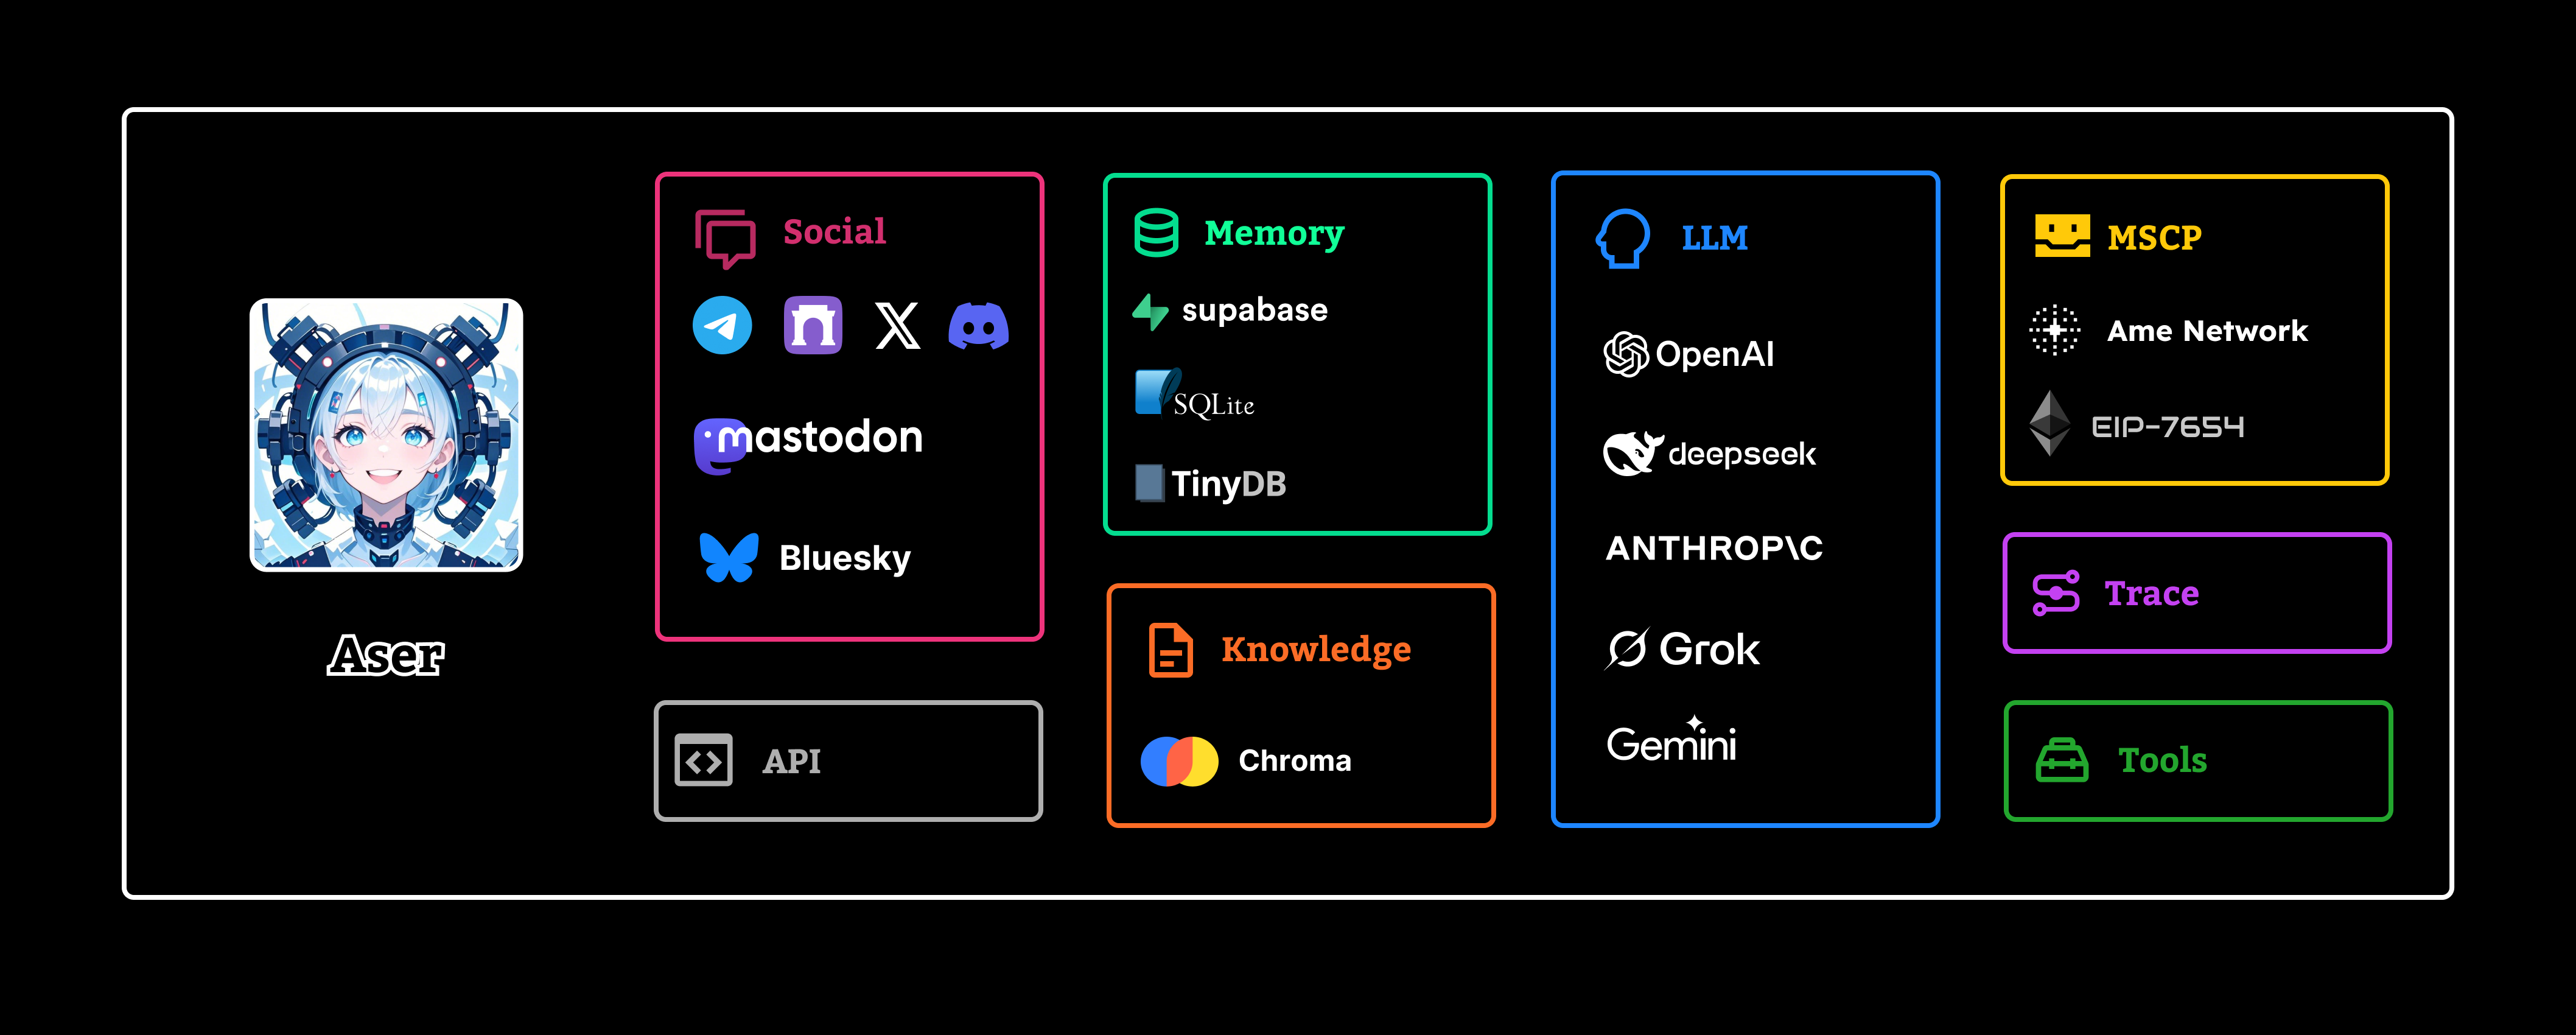 Aser
Social
mastodon
Bluesky
API
Memory
supabase
SQLite
TinyDB
Knowledge
Chroma
LLM
OpenAI
deepseek
ANTHROP\C
Grok
Gemini
MSCP
Ame Network
EIP-7654
Trace
Tools